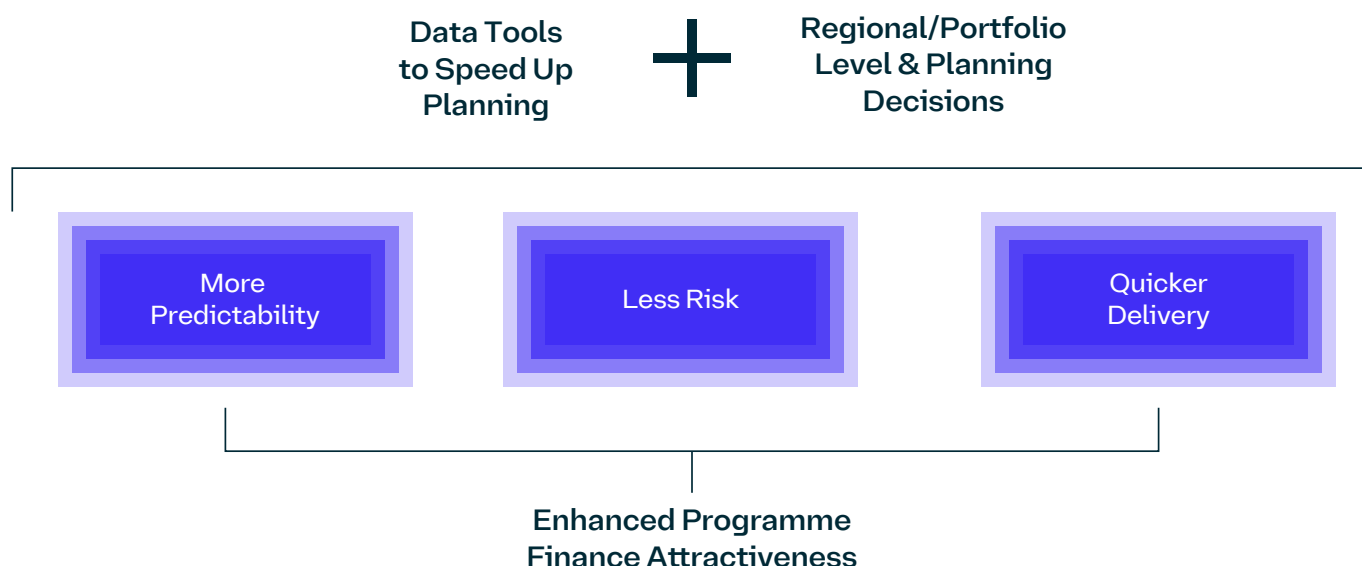 Data Tools
to Speed Up
Planning
Regional/Portfolio
Level & Planning
Decisions
More
Predictability
Less Risk
Quicker
Delivery
Enhanced Programme
Finance Attractiveness